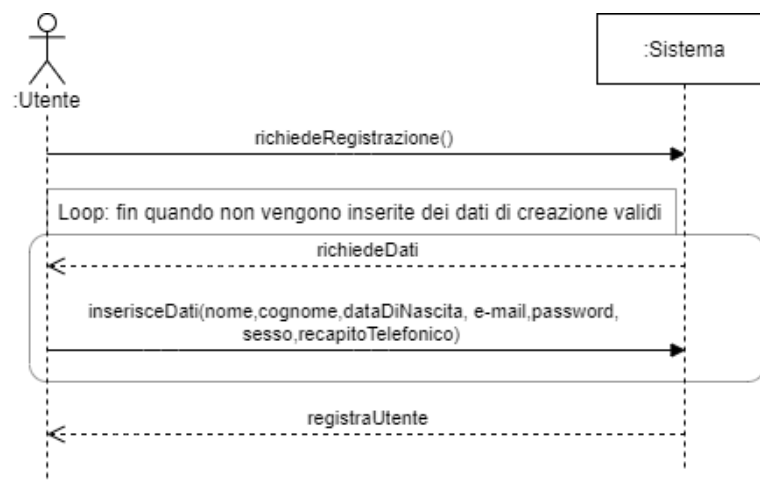 :Utente
:Sistema
richiedeRegistrazione()
Loop: fin quando non vengono inserite dei dati di creazione validi
richiedeDati
inserisceDati(nome,cognome,dataDiNascita, e-mail,password,
sesso,recapitoTelefonico)
registraUtente